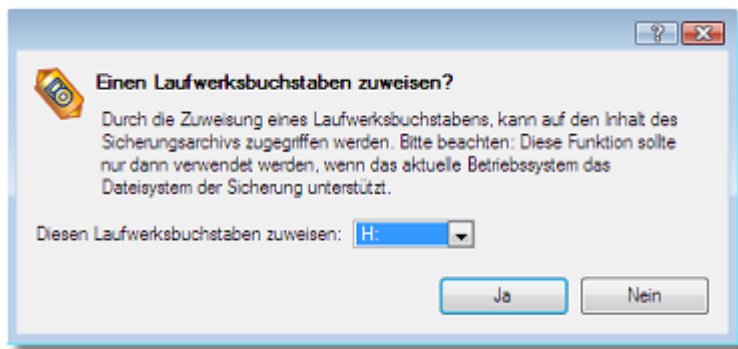 Einen Laufwerksbuchstaben zuweisen?
Durch die Zuweisung eines Laufwerksbuchstabens, kann auf den Inhalt des
Sicherungsarchivs zugegriffen werden. Bitte beachten: Diese Funktion sollte
nur dann verwendet werden, wenn das aktuelle Betriebssystem das
Dateisystem der Sicherung unterstützt.
Diesen Laufwerksbuchstaben zuweisen: H:
Ja Nein